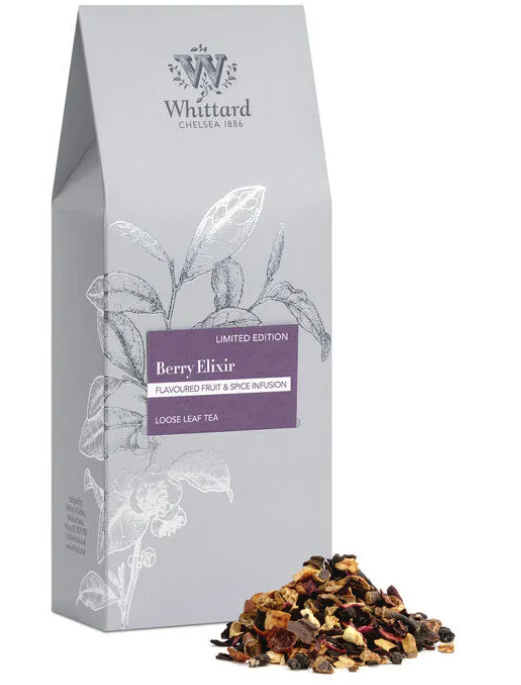 W
Whittard
CHELSEA 1886
LIMITED EDITION
Berry Elixir
FLAVOURED FRUIT & SPICE INFUSION
LOOSE LEAF TEA